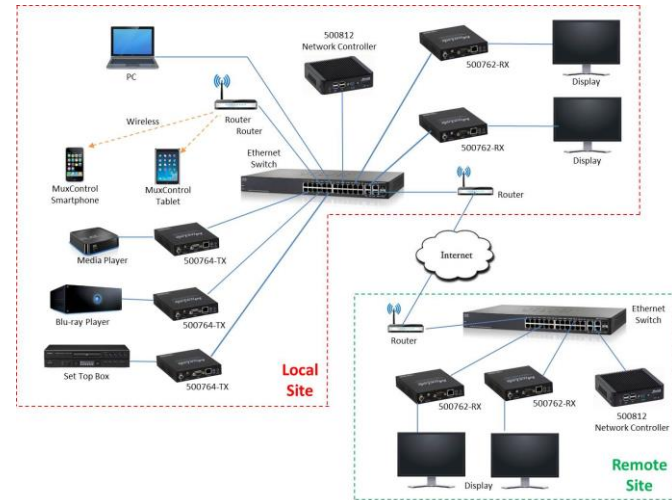 500812
Network Controller
500762-RX
Display
PC
Wireless
Router
Router
500762-RX
Display
Ethernet
Switch
MuxControl
Smartphone
MuxControl
Tablet
Router
Media Player
500764-TX
Internet
Blu-ray Player
500764-TX
Ethernet
Switch
Router
Set Top Box
500764-TX
Local
Site
500762-RX
500762-RX
500812
Network Controller
Display
Remote
Site